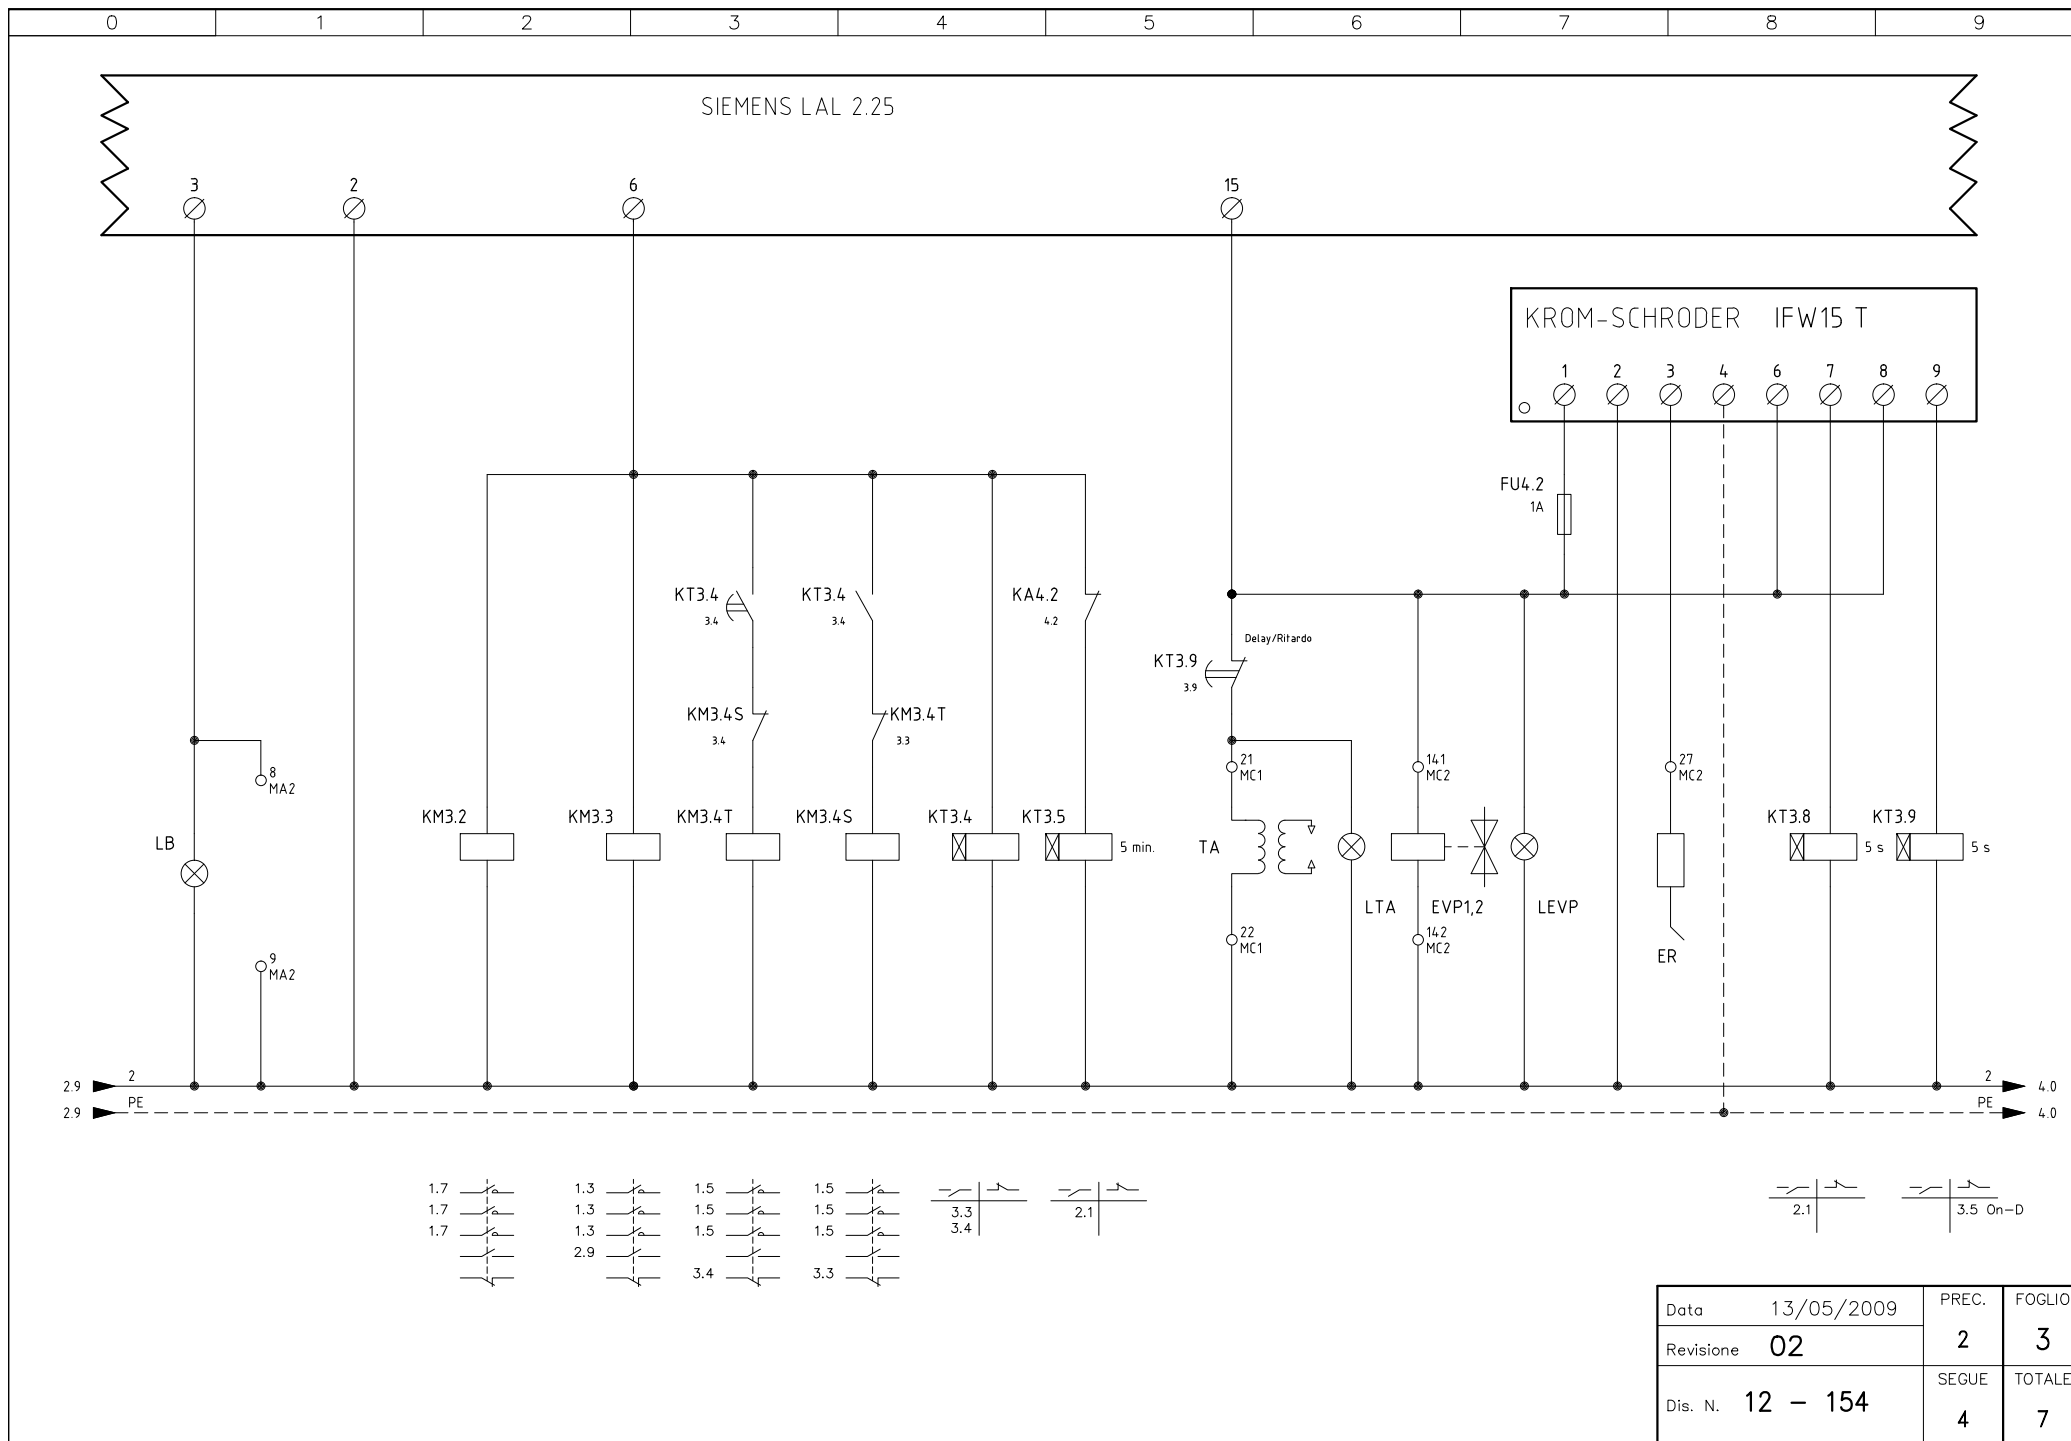 0 1 2 3 4 5 6 7 8 9
SIEMENS LAL 2.25
3 2 6 15
KROM-SCHRODER IFW15 T
1 2 3 4 6 7 8 9
FU4.2
1A
KT3.4 KT3.4 KA4.2
3.4 3.4 4.2
Delay/Ritardo
KT3.9
3.9
KM3.4S KM3.4T
3.4 3.3
21 141 27
MC1 MC2 MC2
8
MA2
KM3.2 KM3.3 KM3.4T KM3.4S KT3.4 KT3.5 KT3.8 KT3.9
LB TA 5 min. 5 s 5 s
LTA EVP1,2 LEVP
22 142
MC1 MC2
ER
9
MA2
2 2
2.9 4.0
PE PE
2.9 4.0
1.7 1.3 1.5 1.5
1.7 1.3 1.5 1.5 3.3 2.1 2.1 3.5 On-D
1.7 1.3 1.5 1.5 3.4
2.9
3.4 3.3
Data 13/05/2009 PREC. FOGLIO
Revisione 02 2 3
SEGUE TOTALE
Dis. N. 12 - 154 4 7